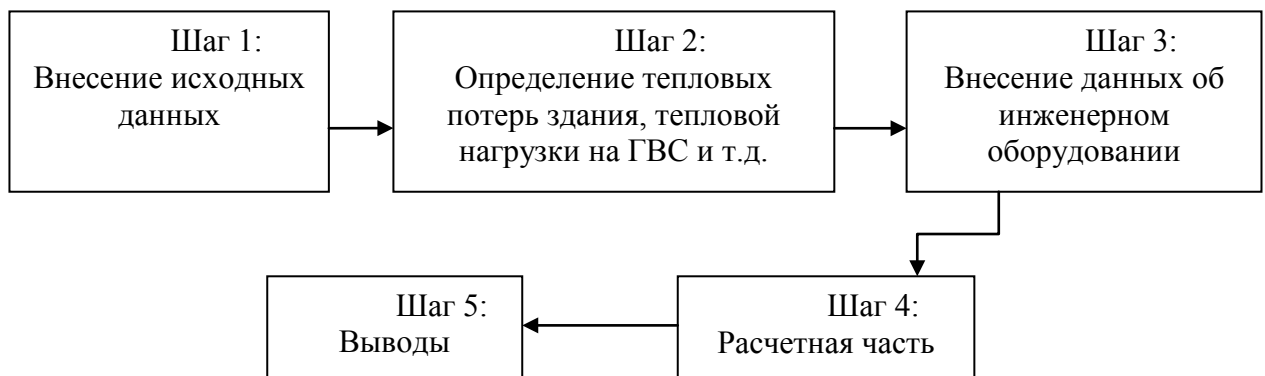 Шаг 1:
Внесение исходных
данных
Шаг 2:
Определение тепловых
потерь здания, тепловой
нагрузки на ГВС и т.д.
Шаг 3:
Внесение данных об
инженерном
оборудовании
Шаг 4:
Расчетная часть
Шаг 5:
Выводы